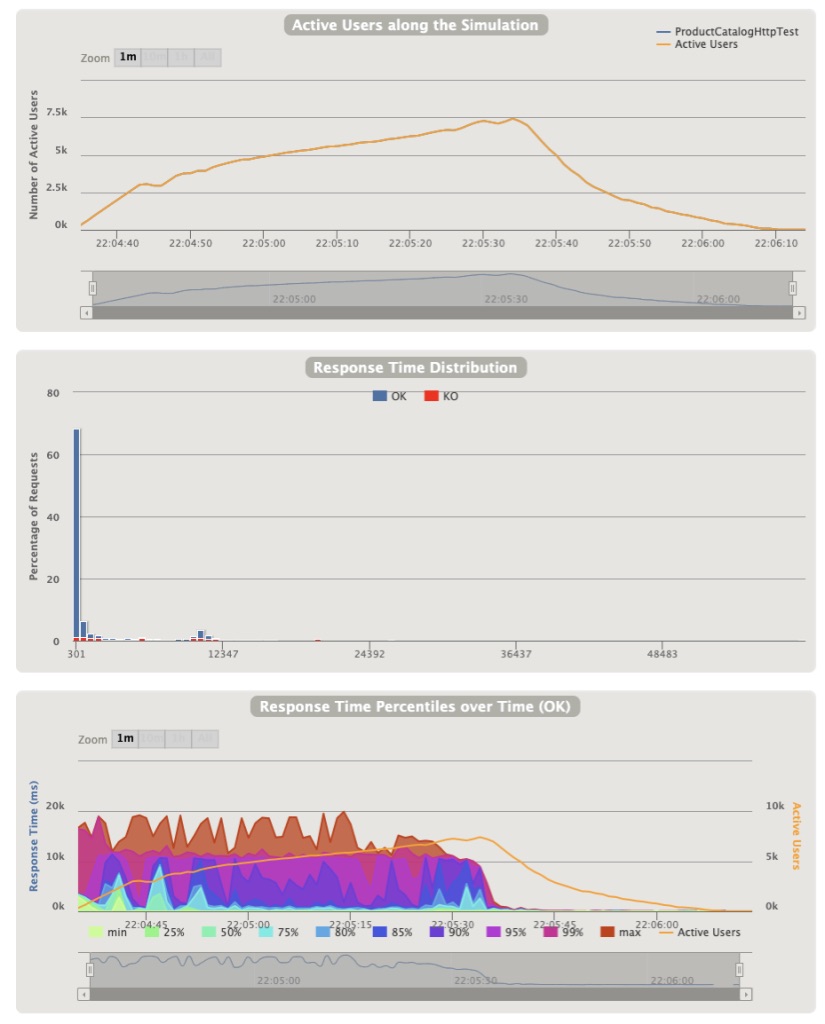 Active Users along the Simulation
ProductCatalogHttpTest
Active Users
Zoom 1m 10m 1h All
Number of Active Users
7.5k
5k
2.5k
0k
22:04:40 22:04:50 22:05:00 22:05:10 22:05:20 22:05:30 22:05:40 22:05:50 22:06:00 22:06:10
22:05:00 22:05:30 22:06:00
Response Time Distribution
OK KO
Percentage of Requests
80
60
40
20
0
301 12347 24392 36437 48483
Response Time Percentiles over Time (OK)
Zoom 1m 10m 1h All
Response Time (ms)
20k
10k
0k
10k
5k
0k
Active Users
22:04:45 22:05:00 22:05:15 22:05:30 22:05:45 22:06:00
min 25% 50% 75% 80% 85% 90% 95% 99% max Active Users
22:05:00 22:05:30 22:06:00